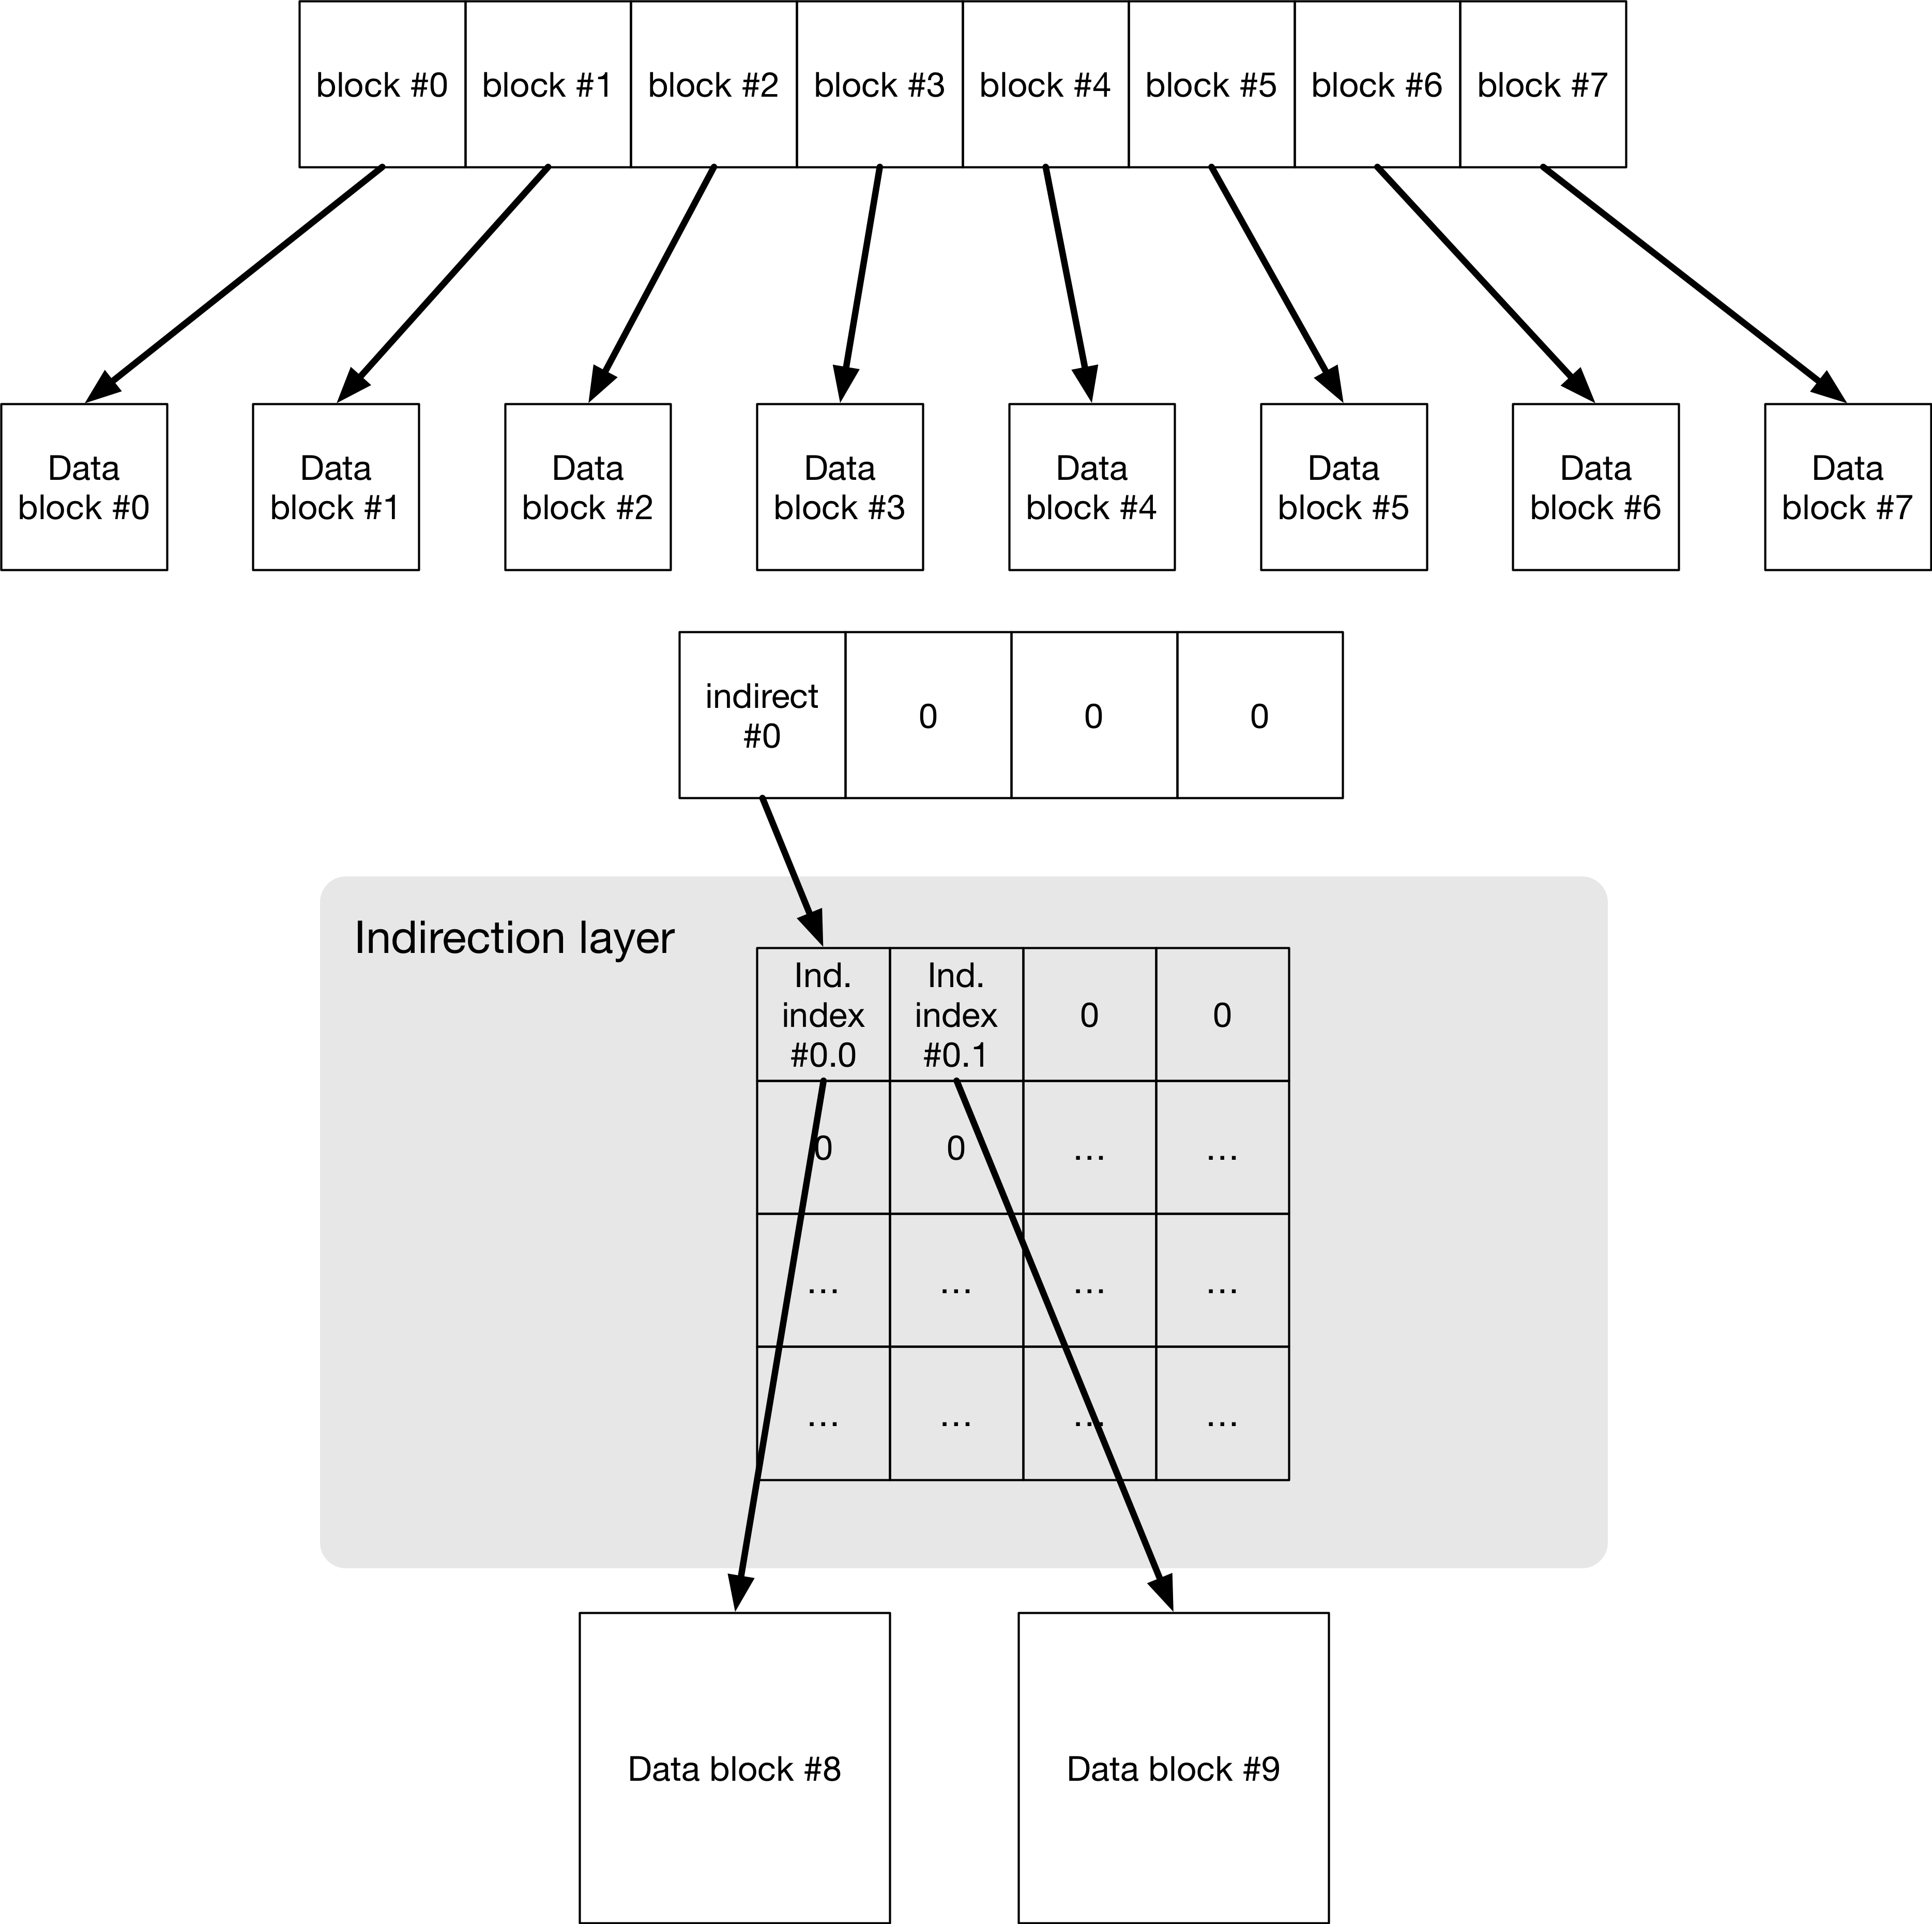 block #0 block #1 block #2 block #3 block #4 block #5 block #6 block #7
Data Data Data Data Data Data Data Data
block #0 block #1 block #2 block #3 block #4 block #5 block #6 block #7
indirect
#0
0 0 0
Indirection layer
Ind. Ind.
index index 0 0
#0.0 #0.1
0 0 ... ...
... ... ... ...
... ... ... ...
Data block #8 Data block #9